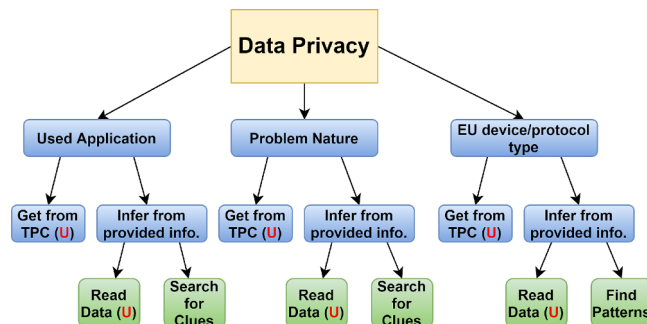 Data Privacy
Used Application
Problem Nature
EU device/protocol
type
Get from
TPC (U)
Infer from
provided info.
Get from
TPC (U)
Infer from
provided info.
Get from
TPC (U)
Infer from
provided info.
Read
Data (U)
Search
for
Clues
Read
Data (U)
Search
for
Clues
Read
Data (U)
Find
Patterns